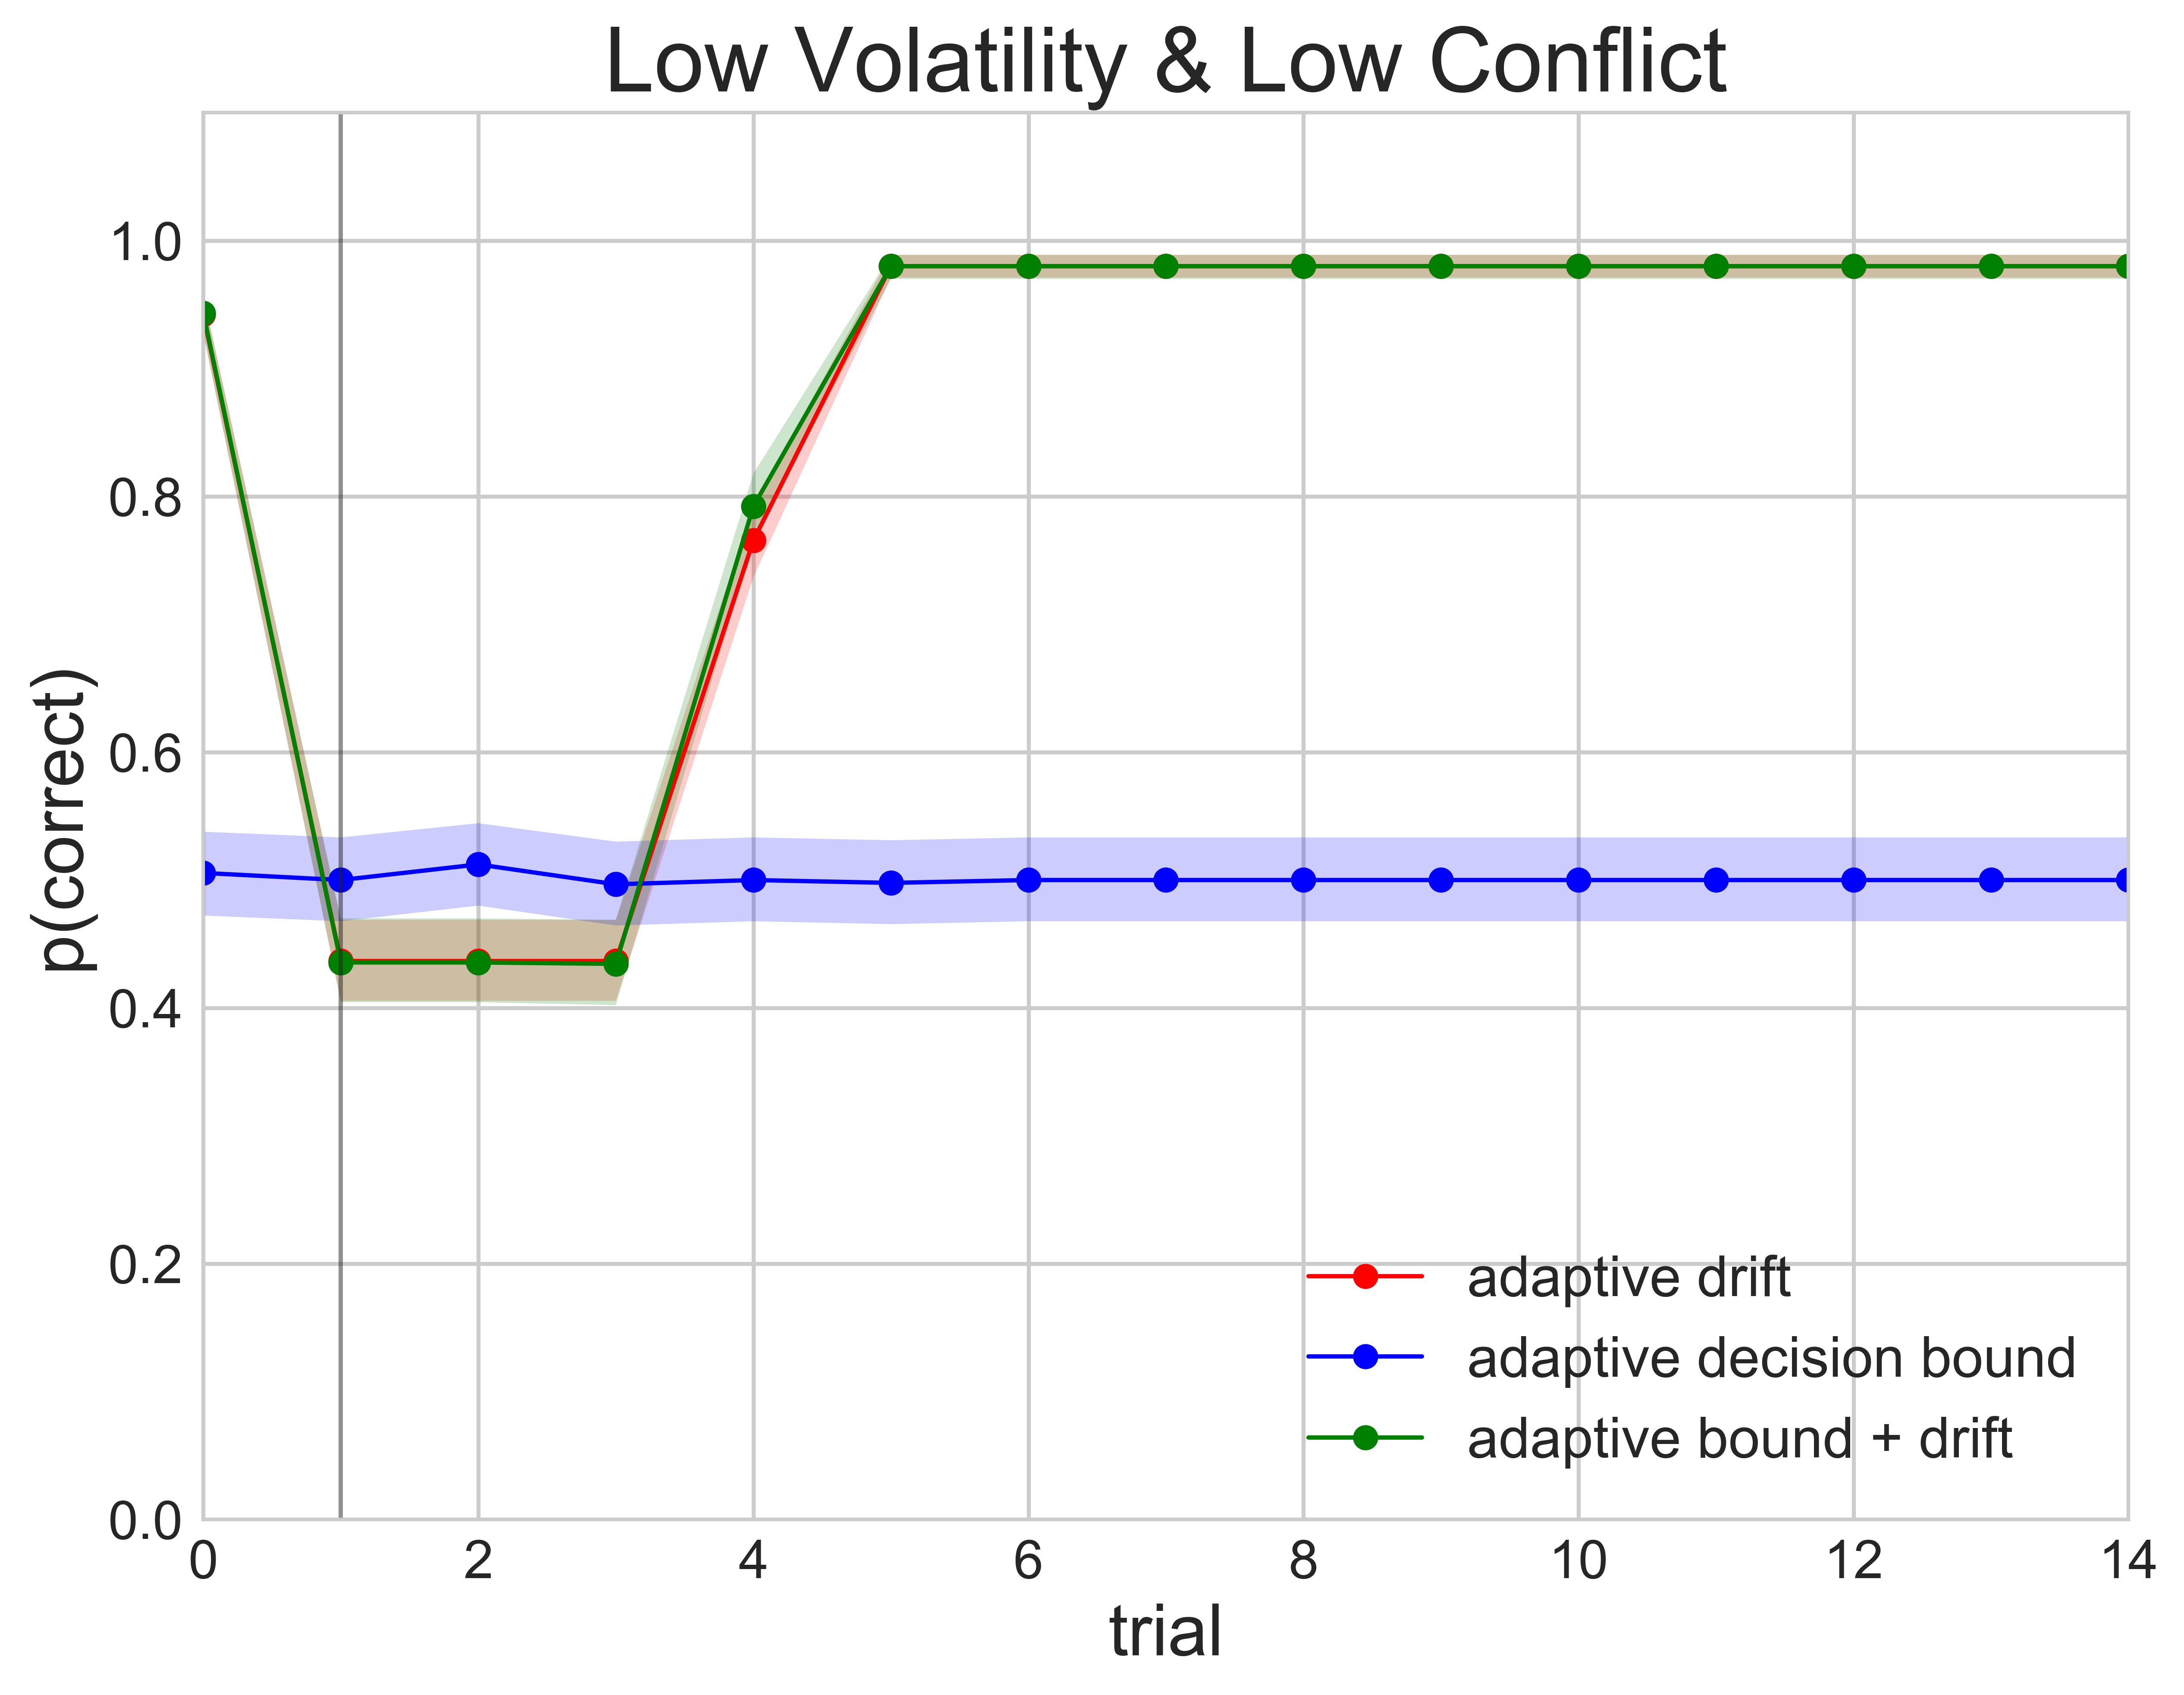 Low Volatility & Low Conflict
p(correct)
1.0
0.8
0.6
0.4
0.2
0.0
adaptive drift
adaptive decision bound
adaptive bound + drift
0 2 4 6 8 10 12 14
trial